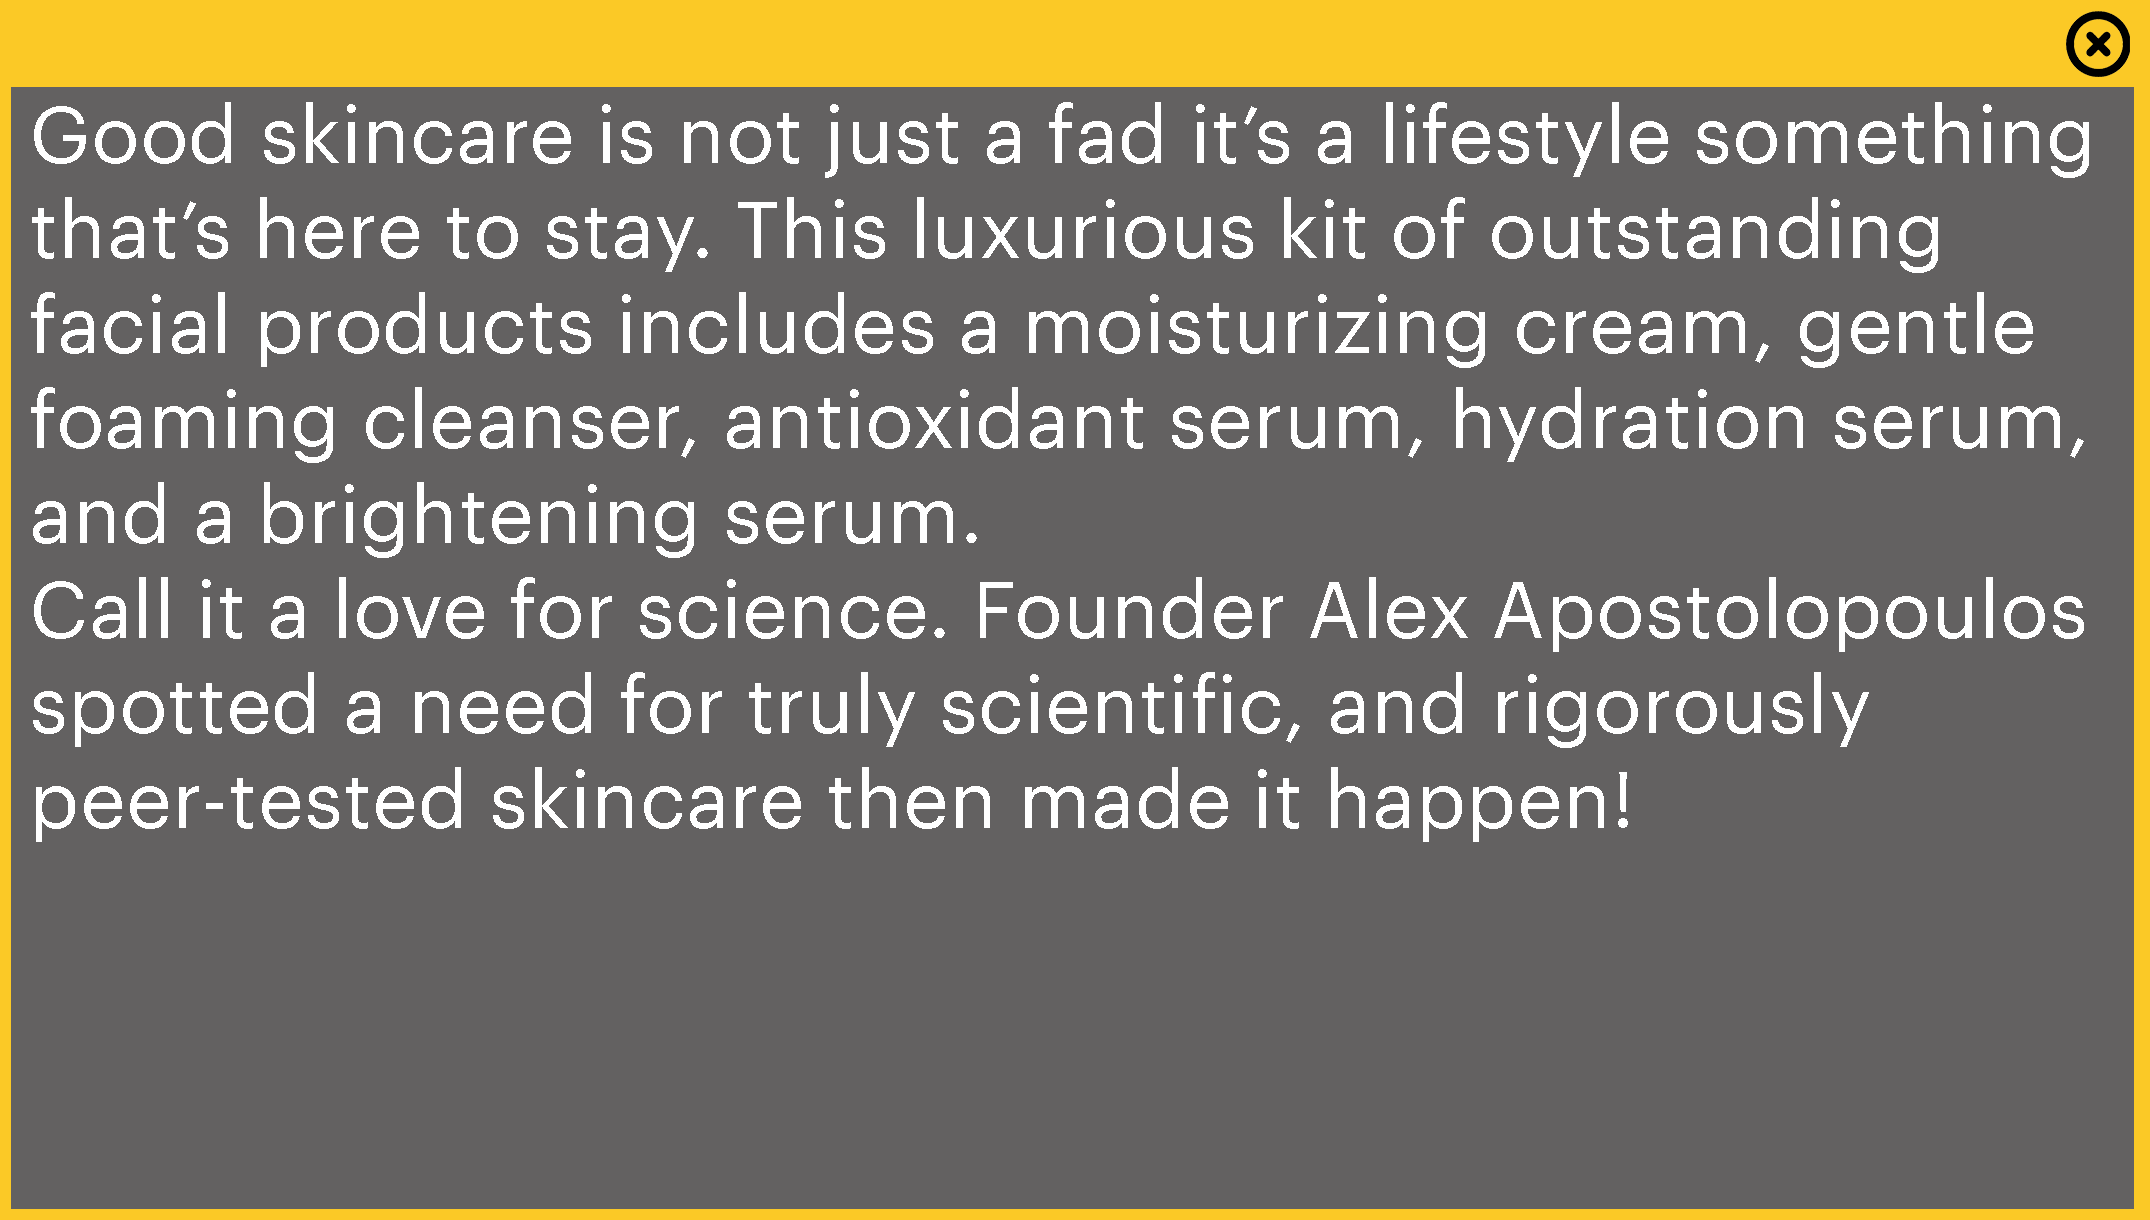 Good skincare is not just a fad it’s a lifestyle something
that’s here to stay. This luxurious kit of outstanding
facial products includes a moisturizing cream, gentle
foaming cleanser, antioxidant serum, hydration serum,
and a brightening serum.
Call it a love for science. Founder Alex Apostolopoulos
spotted a need for truly scientific, and rigorously
peer-tested skincare then made it happen!